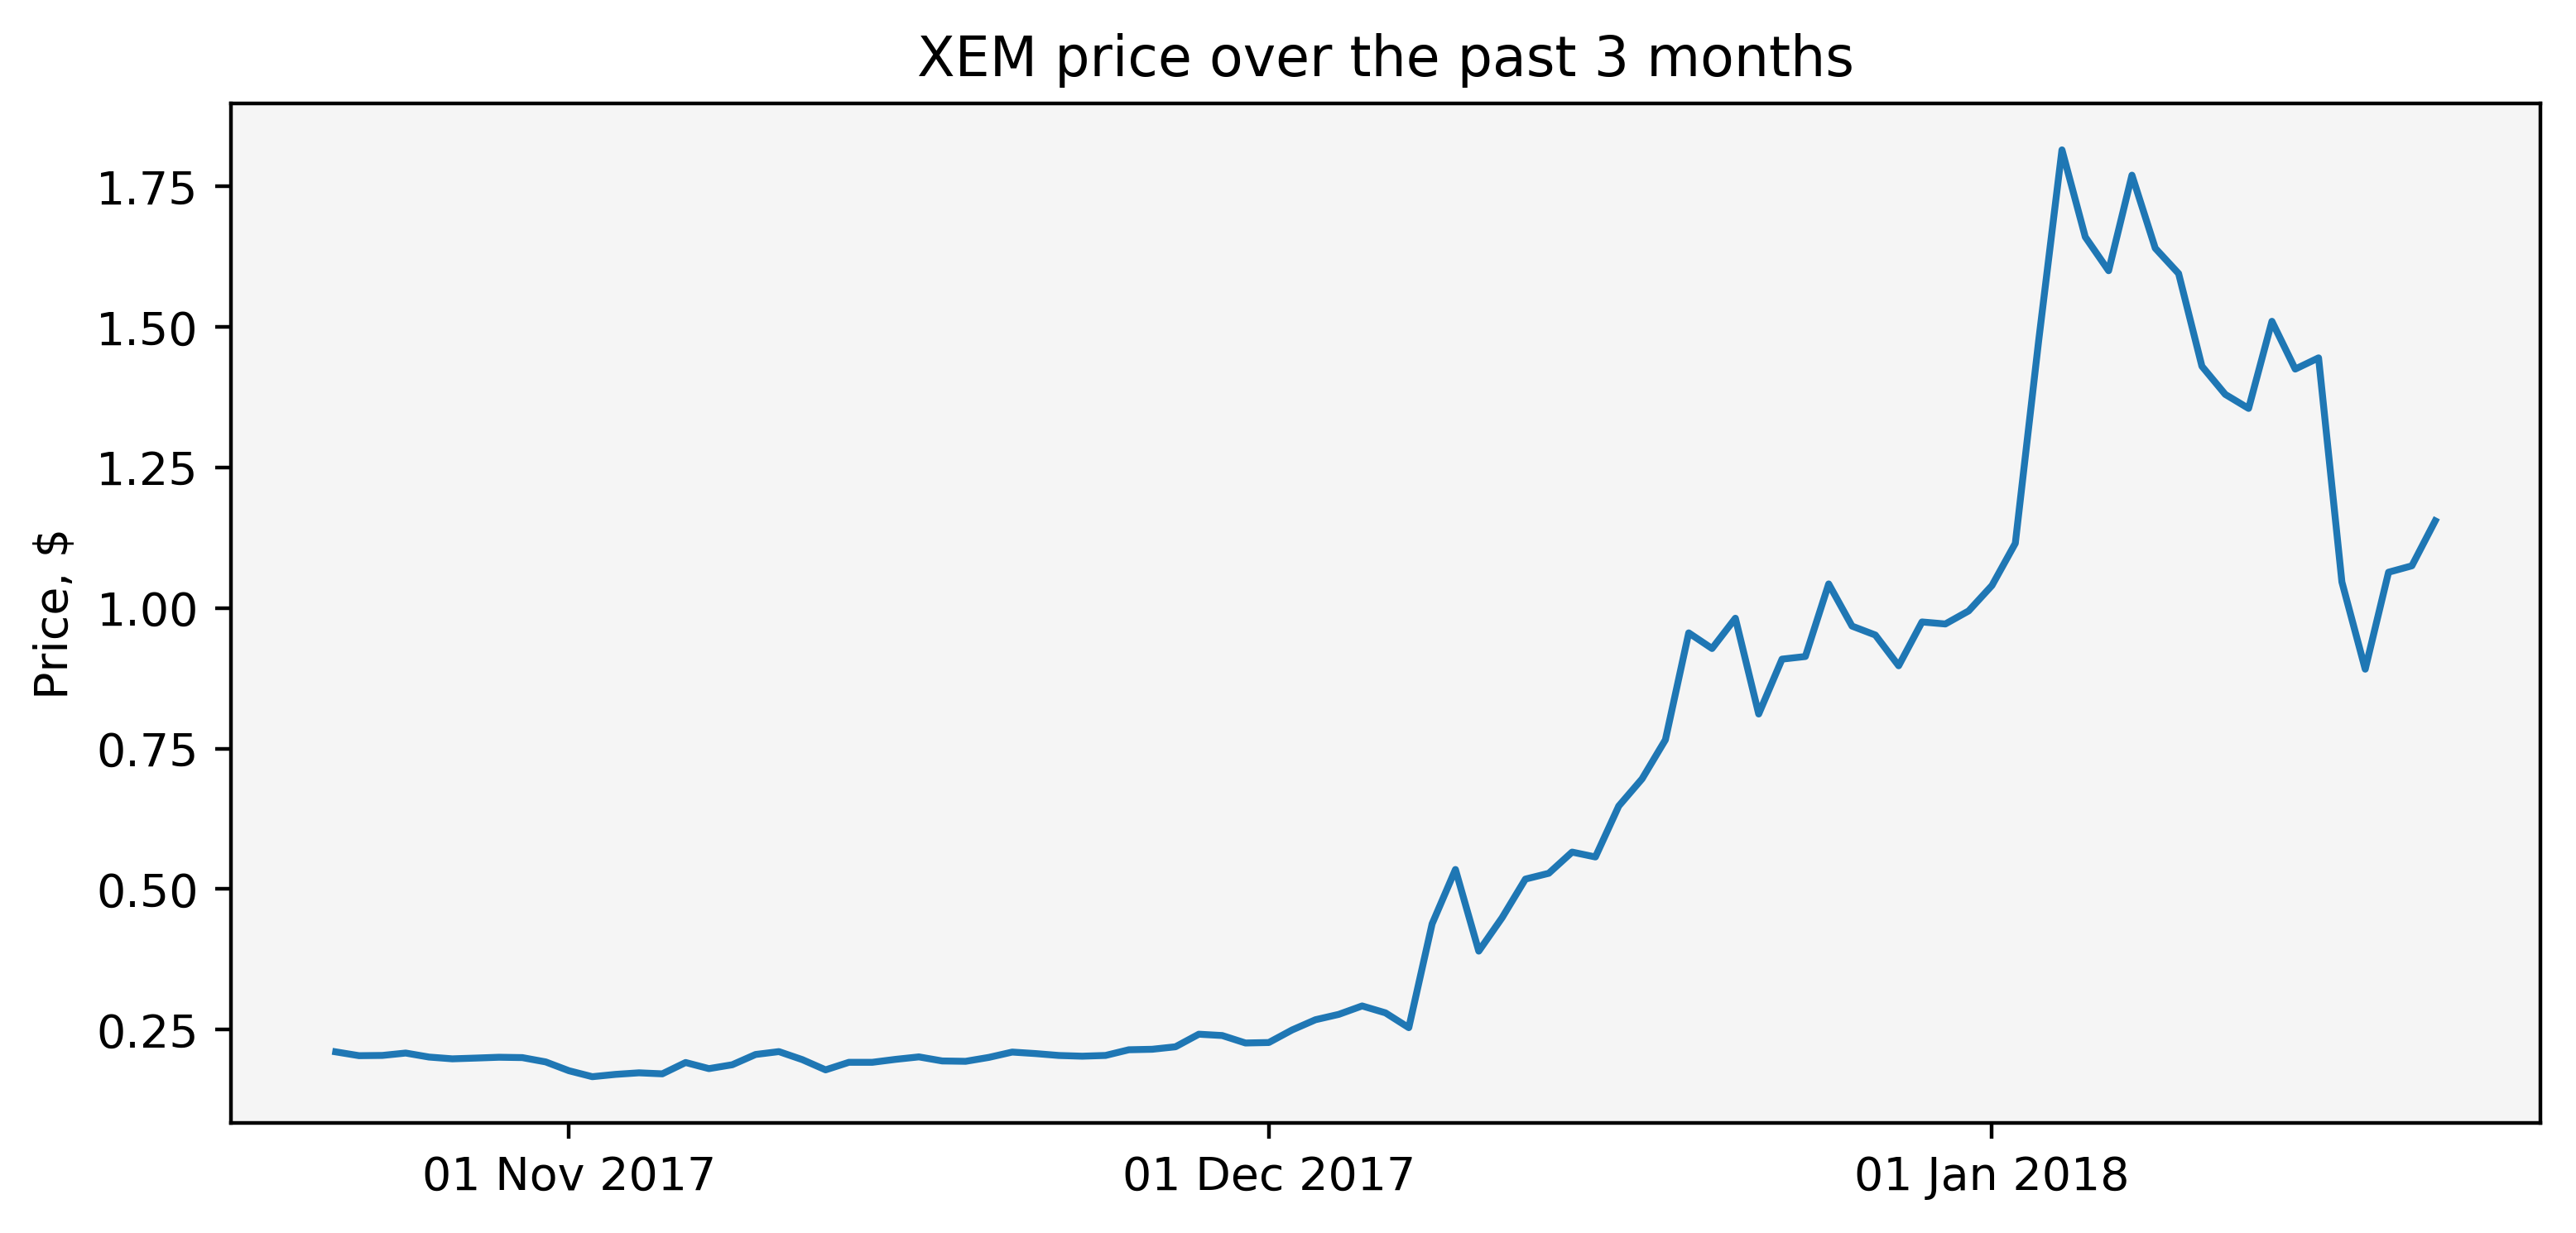 XEM price over the past 3 months
Price, $
1.75
1.50
1.25
1.00
0.75
0.50
0.25
01 Nov 2017
01 Dec 2017
01 Jan 2018